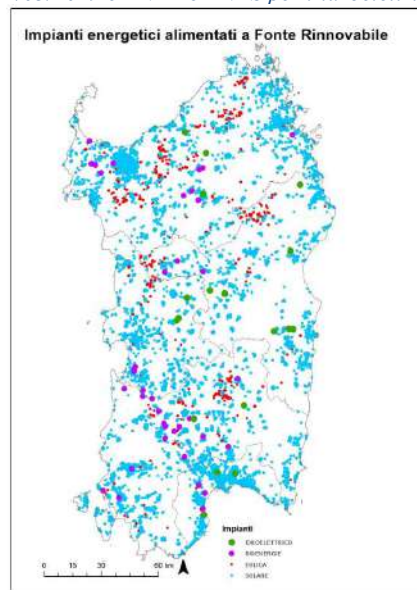 Impianti energetici alimentati a Fonte Rinnovabile
Impianti
IDROELETTRICO
BIOENERGIE
EOLICA
SOLARE
0 15 30 60 km